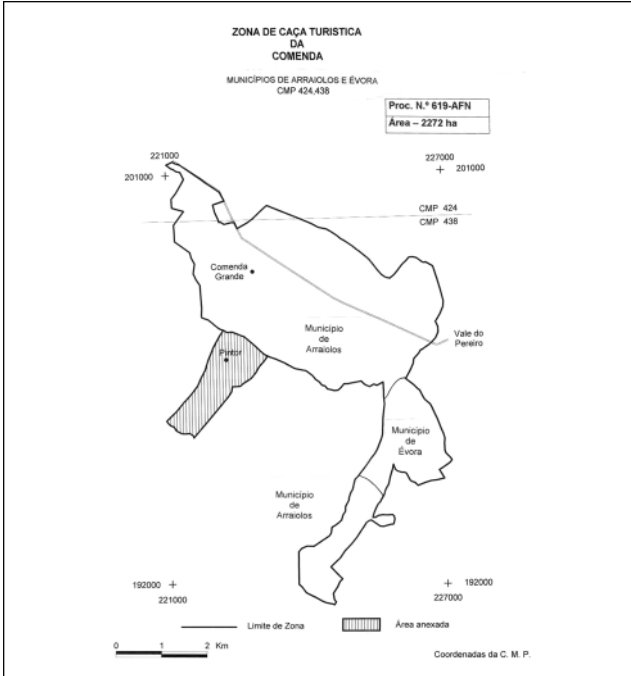 ZONA DE CAÇA TURISTICA
DA
COMENDA
MUNICÍPIOS DE ARRAIOLOS E ÉVORA
CMP 424,438
Proc. N.º 619-AFN
Área – 2272 ha
221000
201000
227000
201000
CMP 424
CMP 438
Comenda
Grande
Município
de
Arraiolos
Vale do
Pereiro
Pintor
Município
de
Évora
Município
de
Arraiolos
192000
221000
192000
227000
Limite de Zona
Área anexada
0 1 2 Km
Coordenadas da C. M. P.